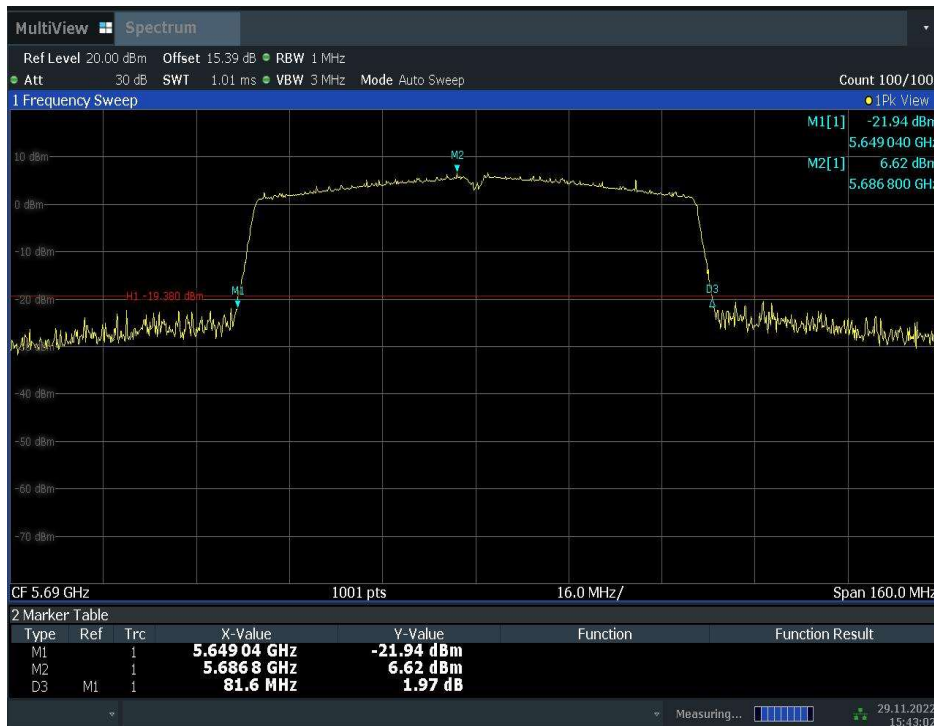 MultiView Spectrum
Ref Level 20.00 dBm Offset 15.39 dB RBW 1 MHz
Att 30 dB SWT 1.01 ms VBW 3 MHz Mode Auto Sweep Count 100/100
1 Frequency Sweep 1Pk View
M1[1] -21.94 dBm
5.649 040 GHz
M2[1] 6.62 dBm
5.686 800 GHz
10 dBm
M2
0 dBm
-10 dBm
H1 -19.380 dBm
M1
D3
-20 dBm
-40 dBm
-50 dBm
-60 dBm
-70 dBm
CF 5.69 GHz 1001 pts 16.0 MHz/ Span 160.0 MHz
2 Marker Table
Type Ref Trc X-Value Y-Value Function Function Result
M1 1 5.649 04 GHz -21.94 dBm
M2 1 5.686 8 GHz 6.62 dBm
D3 M1 1 81.6 MHz 1.97 dB
Measuring... 29.11.2022
15:43:02